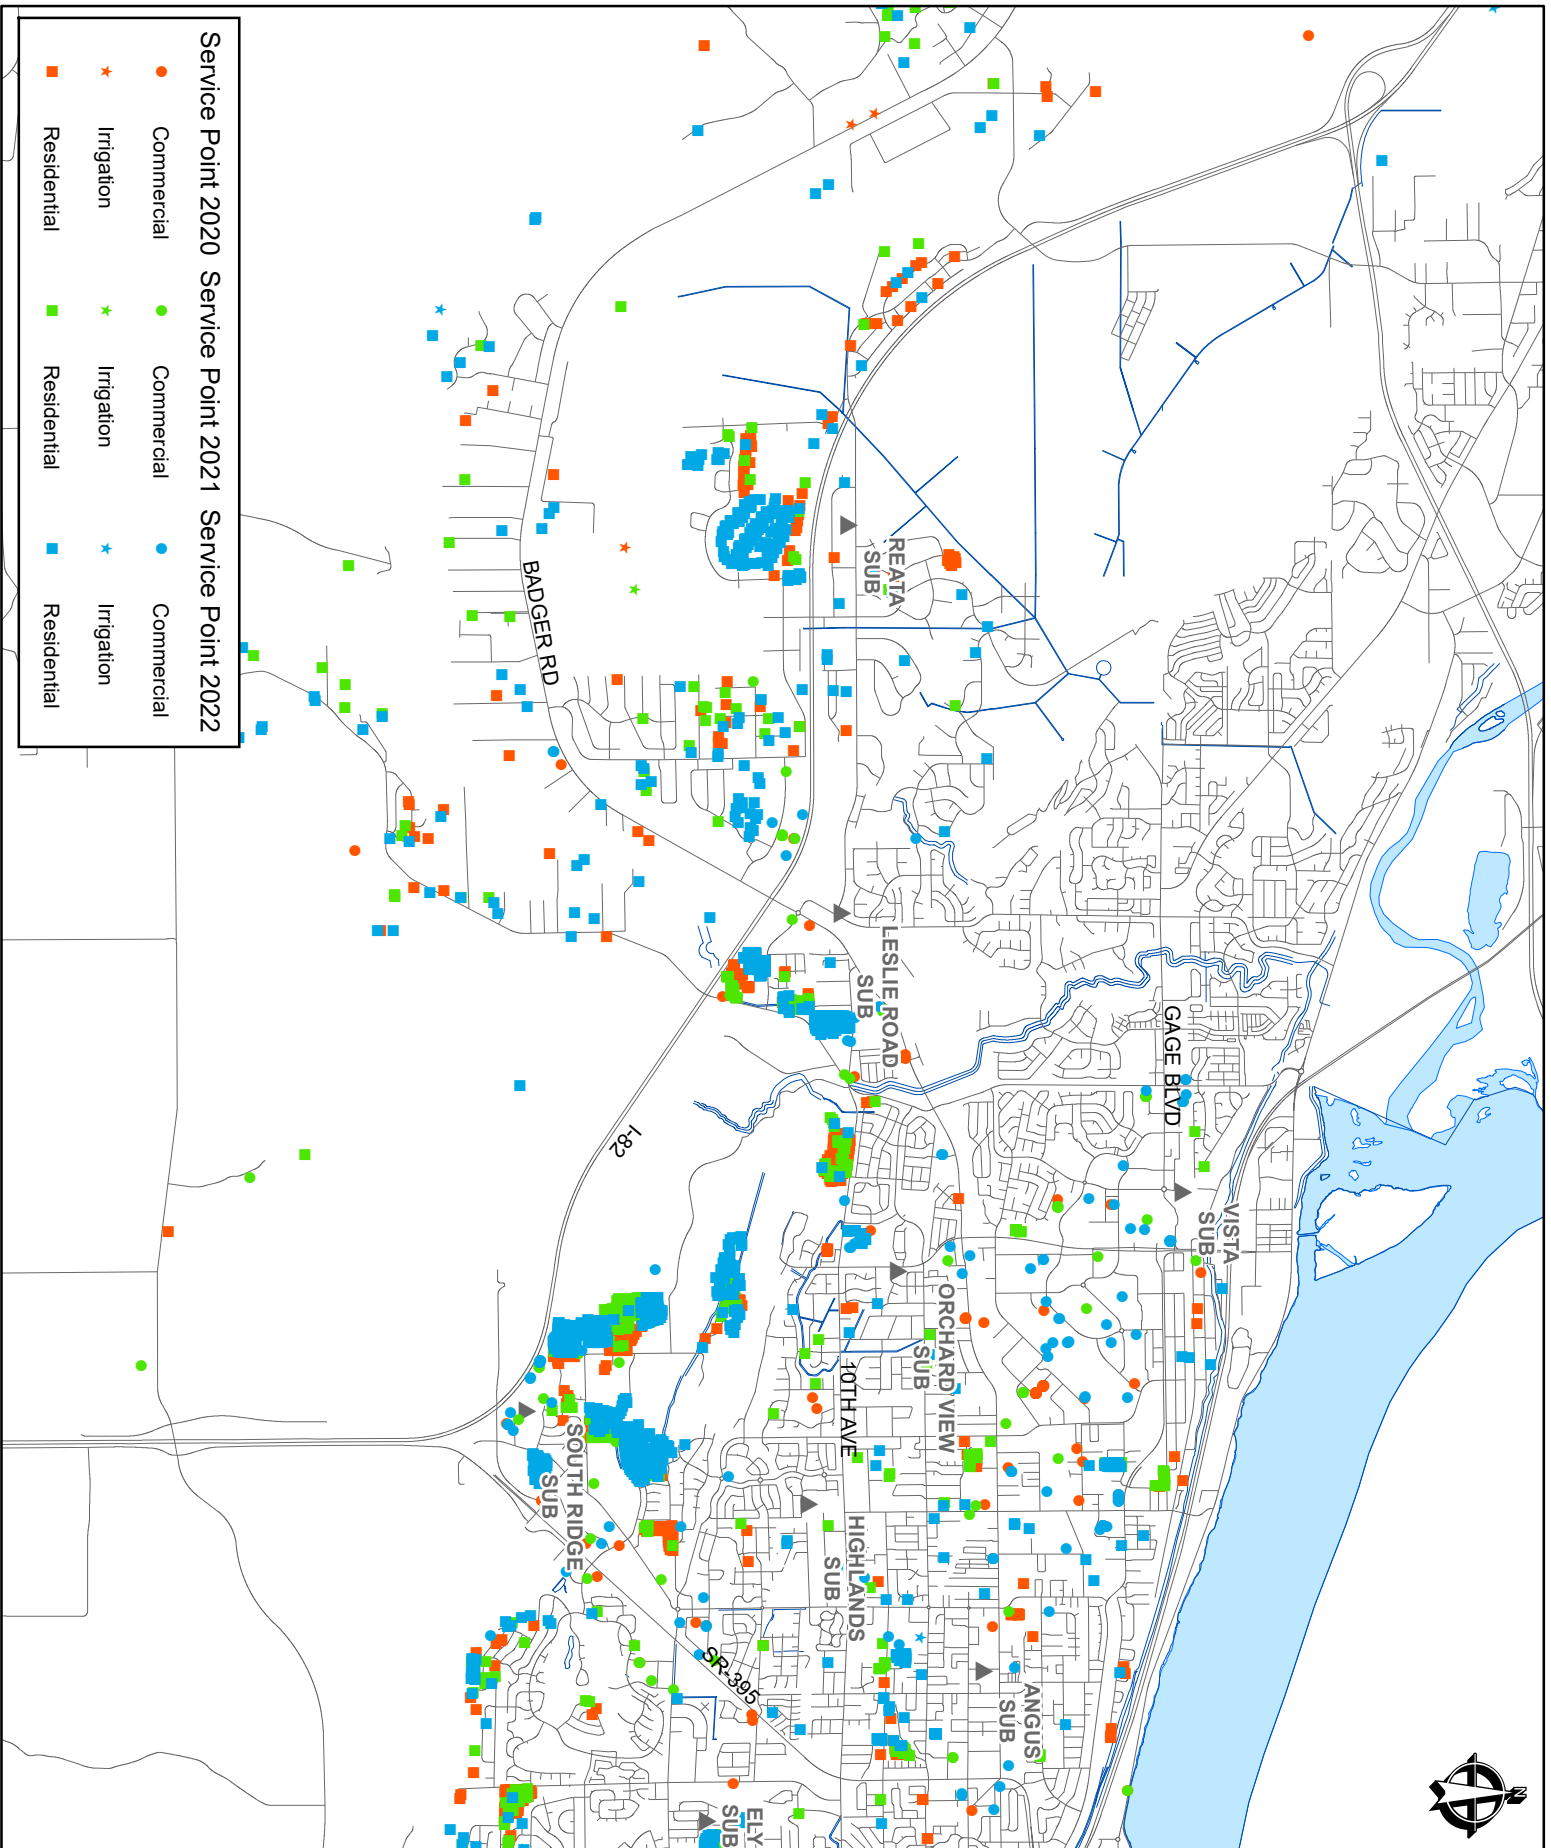 Service Point 2020 Service Point 2021 Service Point 2022
Commercial Commercial Commercial
Irrigation Irrigation Irrigation
Residential Residential Residential
N
VISTA
SUB
GAGE BLVD
REATA
SUB
LESLIE ROAD
SUB
ORCHARD VIEW
SUB
ANGUS
SUB
10TH AVE
HIGHLANDS
SUB
ELY
SUB
SR-395
I-82
SOUTH RIDGE
SUB
BADGER RD